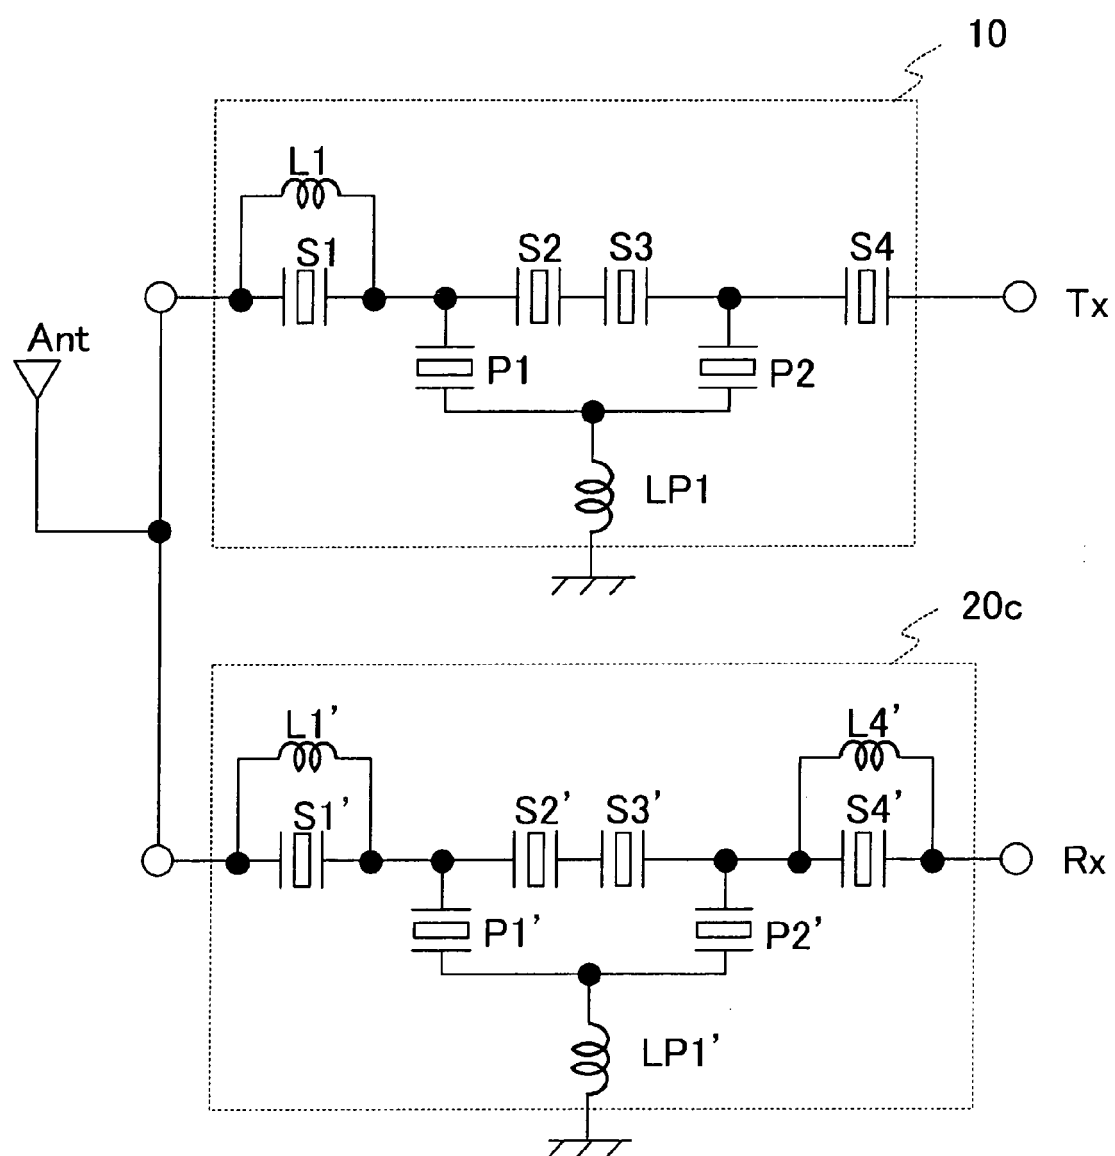 10
L1
S1
S2
S3
S4
Tx
Ant
P1
P2
LP1
20c
L1’
L4’
S1’
S2’
S3’
S4’
Rx
P1’
P2’
LP1’